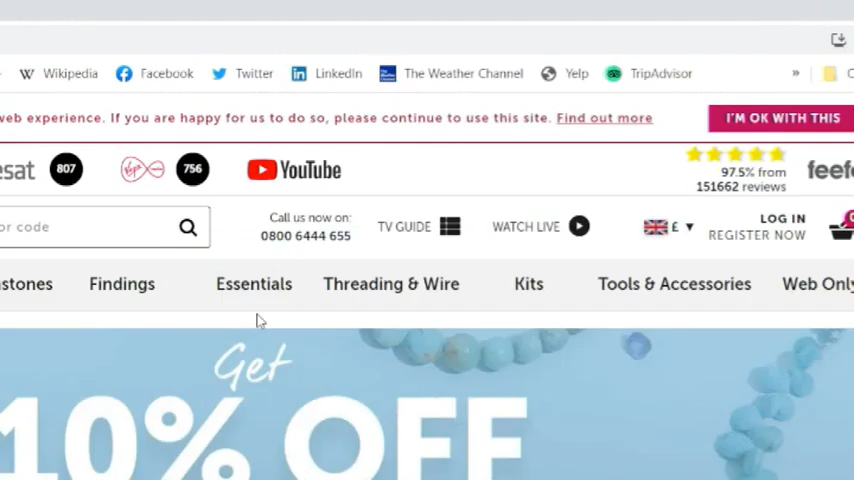 Wikipedia Facebook Twitter LinkedIn The Weather Channel Yelp TripAdvisor »
web experience. If you are happy for us to do so, please continue to use this site. Find out more I'M OK WITH THIS
esat 807 Virgin 756 YouTube 97.5% from
151662 reviews feefo
or code Call us now on:
0800 6444 655 TV GUIDE WATCH LIVE £ LOG IN
REGISTER NOW
stones Findings Essentials Threading & Wire Kits Tools & Accessories Web Only
Get
10% OFF